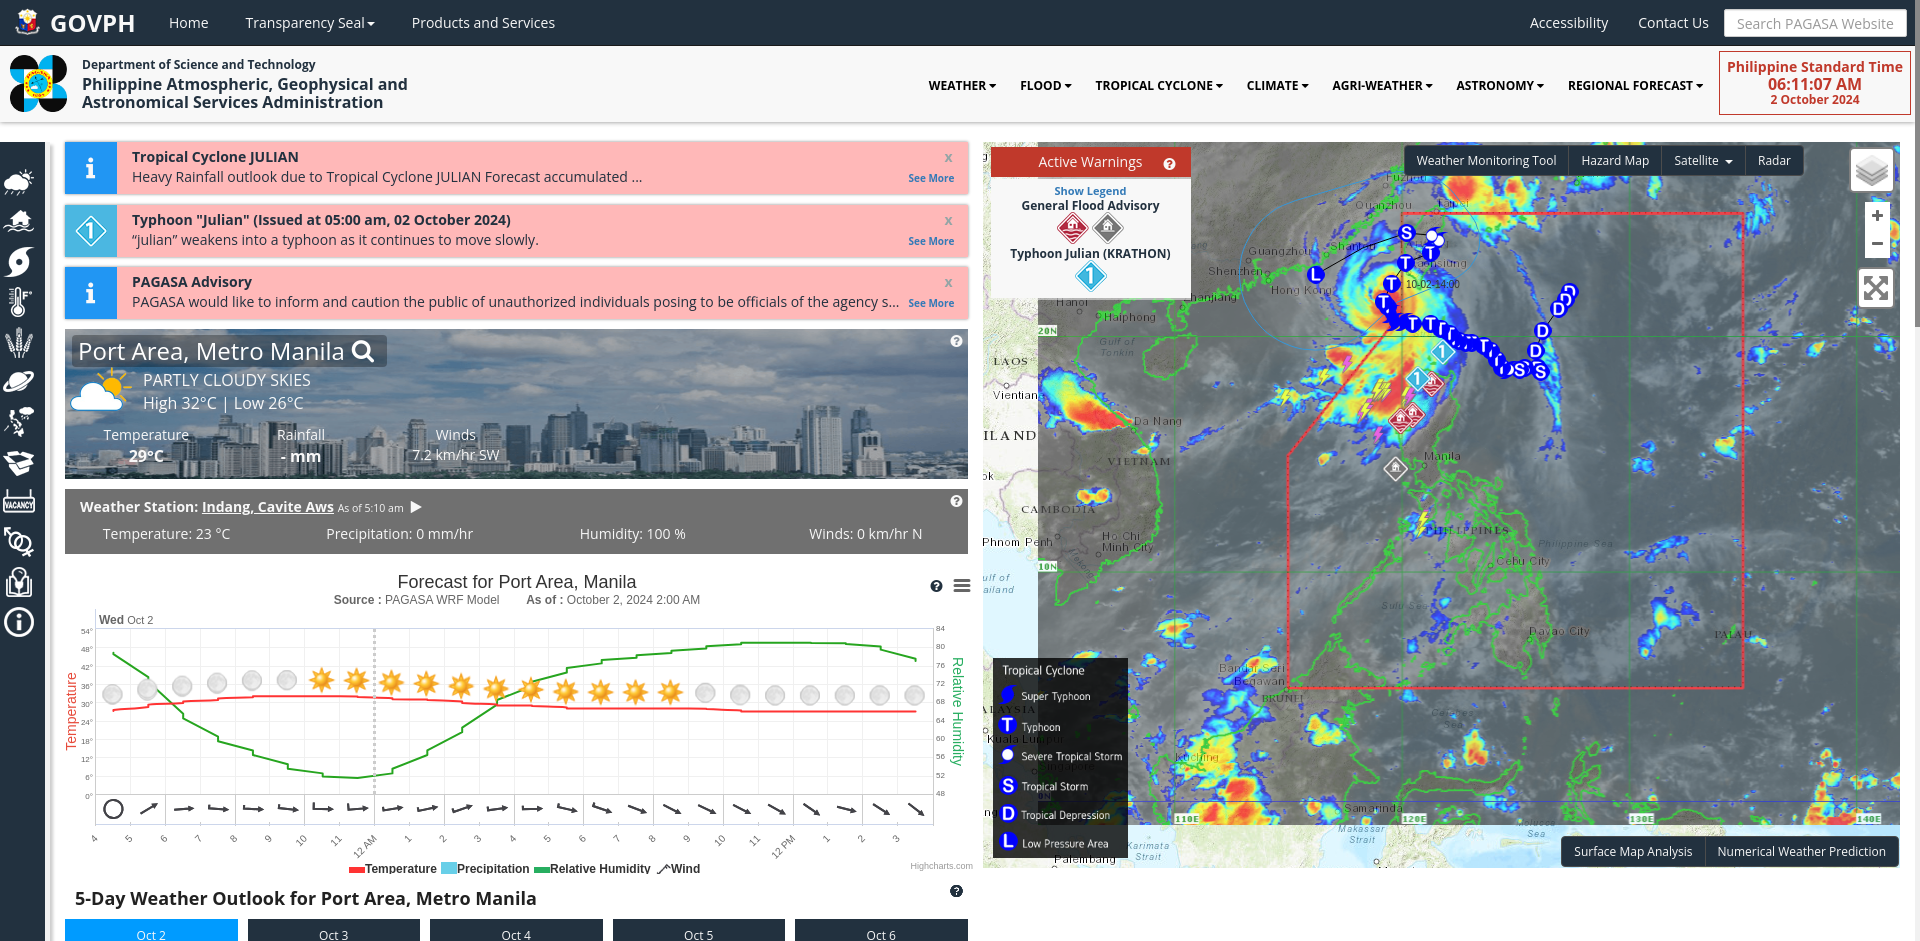 GOVPH
Home
Transparency Seal
Products and Services
Accessibility
Contact Us
Search PAGASA Website
Department of Science and Technology
Philippine Atmospheric, Geophysical and
Astronomical Services Administration
WEATHER
FLOOD
TROPICAL CYCLONE
CLIMATE
AGRI-WEATHER
ASTRONOMY
REGIONAL FORECAST
Philippine Standard Time
06:11:07 AM
2 October 2024
Tropical Cyclone JULIAN
x
Heavy Rainfall outlook due to Tropical Cyclone JULIAN Forecast accumulated ...
See More
1
Typhoon "Julian" (Issued at 05:00 am, 02 October 2024)
x
“julian” weakens into a typhoon as it continues to move slowly.
See More
PAGASA Advisory
x
PAGASA would like to inform and caution the public of unauthorized individuals posing to be officials of the agency s...
See More
Port Area, Metro Manila
PARTLY CLOUDY SKIES
High 32°C | Low 26°C
Temperature
Rainfall
Winds
29°C
- mm
7.2 km/hr SW
Weather Station: Indang, Cavite Aws As of 5:10 am
Temperature: 23 °C
Precipitation: 0 mm/hr
Humidity: 100 %
Winds: 0 km/hr N
VACANCY
Forecast for Port Area, Manila
Source : PAGASA WRF Model As of : October 2, 2024 2:00 AM
Wed Oct 2
54°
48°
42°
36°
30°
24°
18°
12°
6°
0°
Temperature
84
80
76
72
68
64
60
56
52
48
Relative Humidity
4 5 6 7 8 9 10 11 12 AM 1 2 3 4 5 6 7 8 9 10 11 12 PM 1 2 3
Temperature Precipitation Relative Humidity Wind
Highcharts.com
5-Day Weather Outlook for Port Area, Metro Manila
Oct 2
Oct 3
Oct 4
Oct 5
Oct 6
Active Warnings
Show Legend
General Flood Advisory
Typhoon Julian (KRATHON)
1
Weather Monitoring Tool
Hazard Map
Satellite
Radar
+
−
Quanzhou
Guangzhou
Shantou
Shenzhen
Hong Kong
Zhanjiang
Hanoi
Haiphong
Gulf of
Tonkin
10-02-14:00
20N
LAOS
Vientian
Da Nang
ILAND
VIETNAM
ok
CAMBODIA
Phnom Penh
Ho Chi
Minh City
10N
Manila
PHILIPPINES
Philippine Sea
Cebu City
Sulu Sea
Davao City
PALAU
Bandar Seri
Begawan
BRUNEI
Kuching
Samarinda
Makassar
Strait
Karimata
Strait
Palembang
110E
120E
130E
140E
Tropical Cyclone
Super Typhoon
T Typhoon
Severe Tropical Storm
S Tropical Storm
D Tropical Depression
L Low Pressure Area
Surface Map Analysis
Numerical Weather Prediction